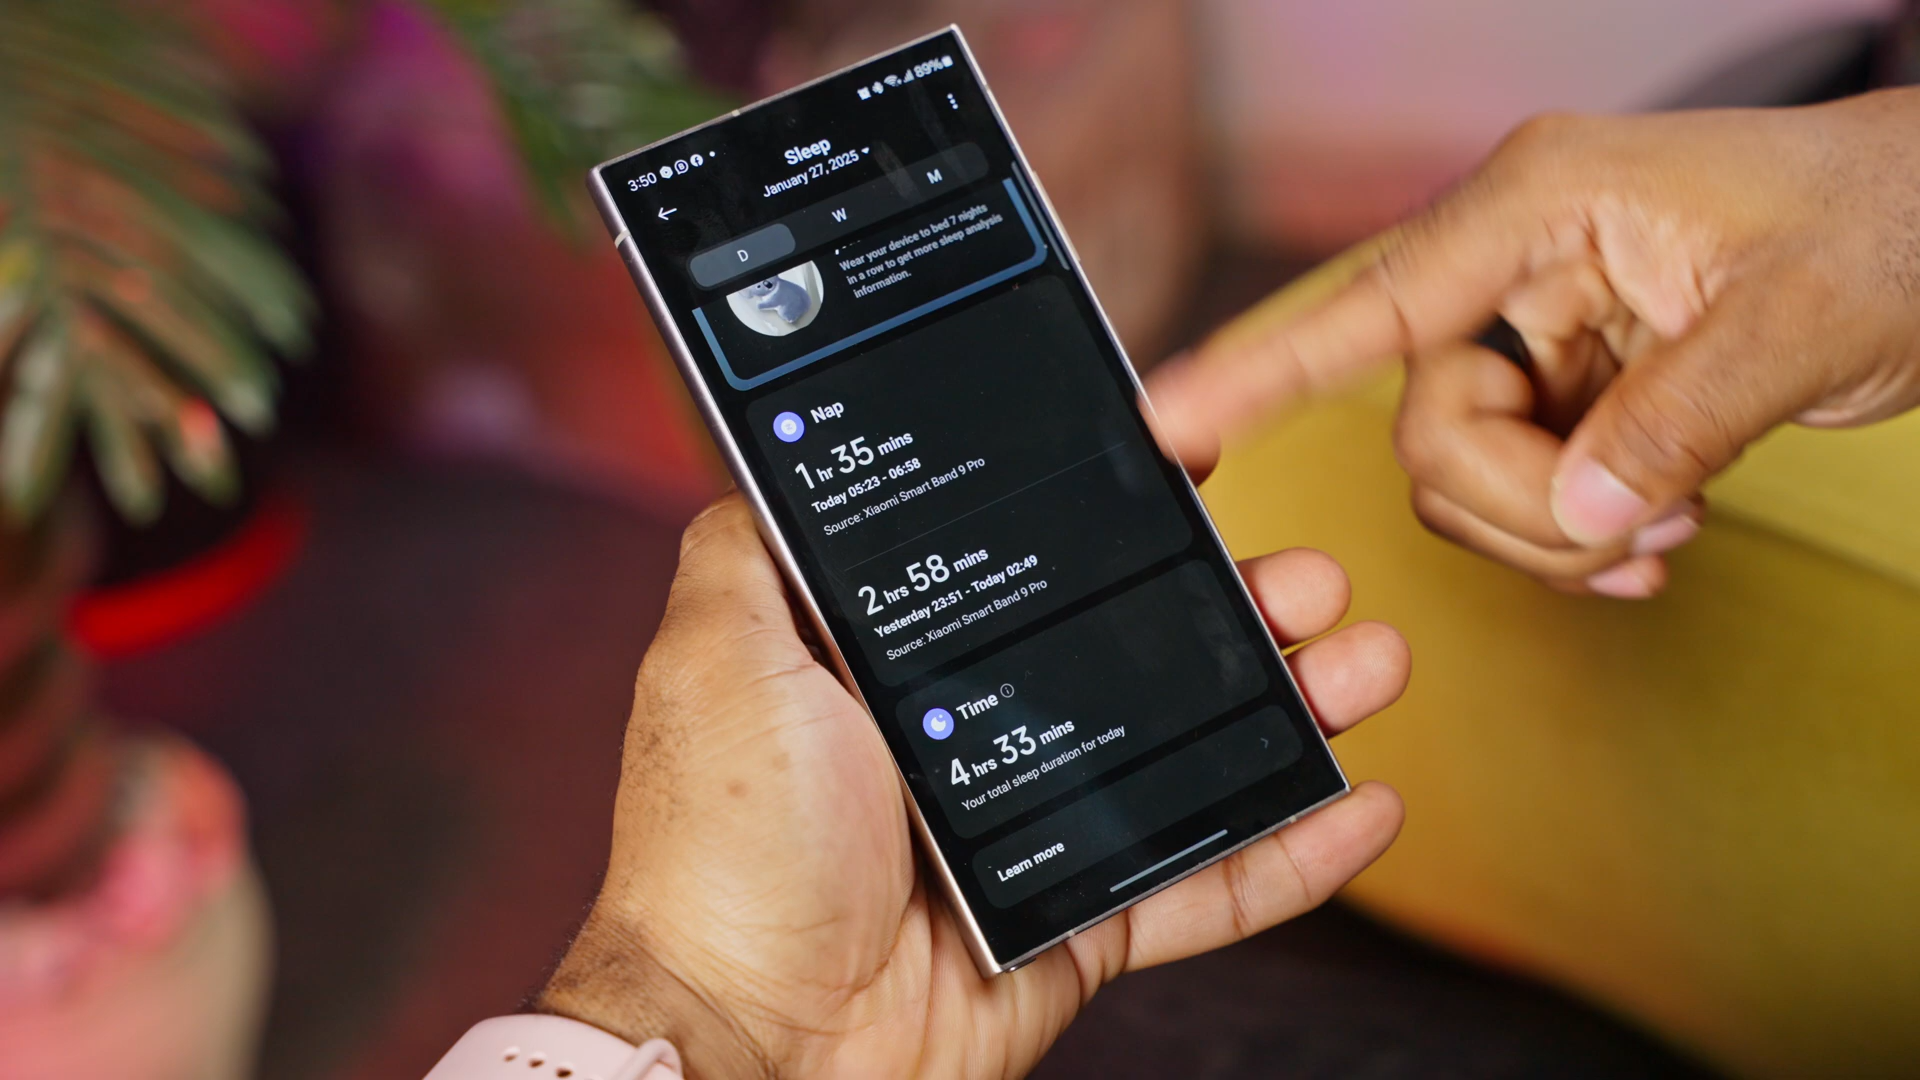 3:50
89%
Sleep
January 27, 2025
D
W
M
Wear your device to bed 7 nights
in a row to get more sleep analysis
information.
Nap
1 hr 35 mins
Today 05:23 - 06:58
Source: Xiaomi Smart Band 9 Pro
2 hrs 58 mins
Yesterday 23:51 - Today 02:49
Source: Xiaomi Smart Band 9 Pro
Time
4 hrs 33 mins
Your total sleep duration for today
Learn more